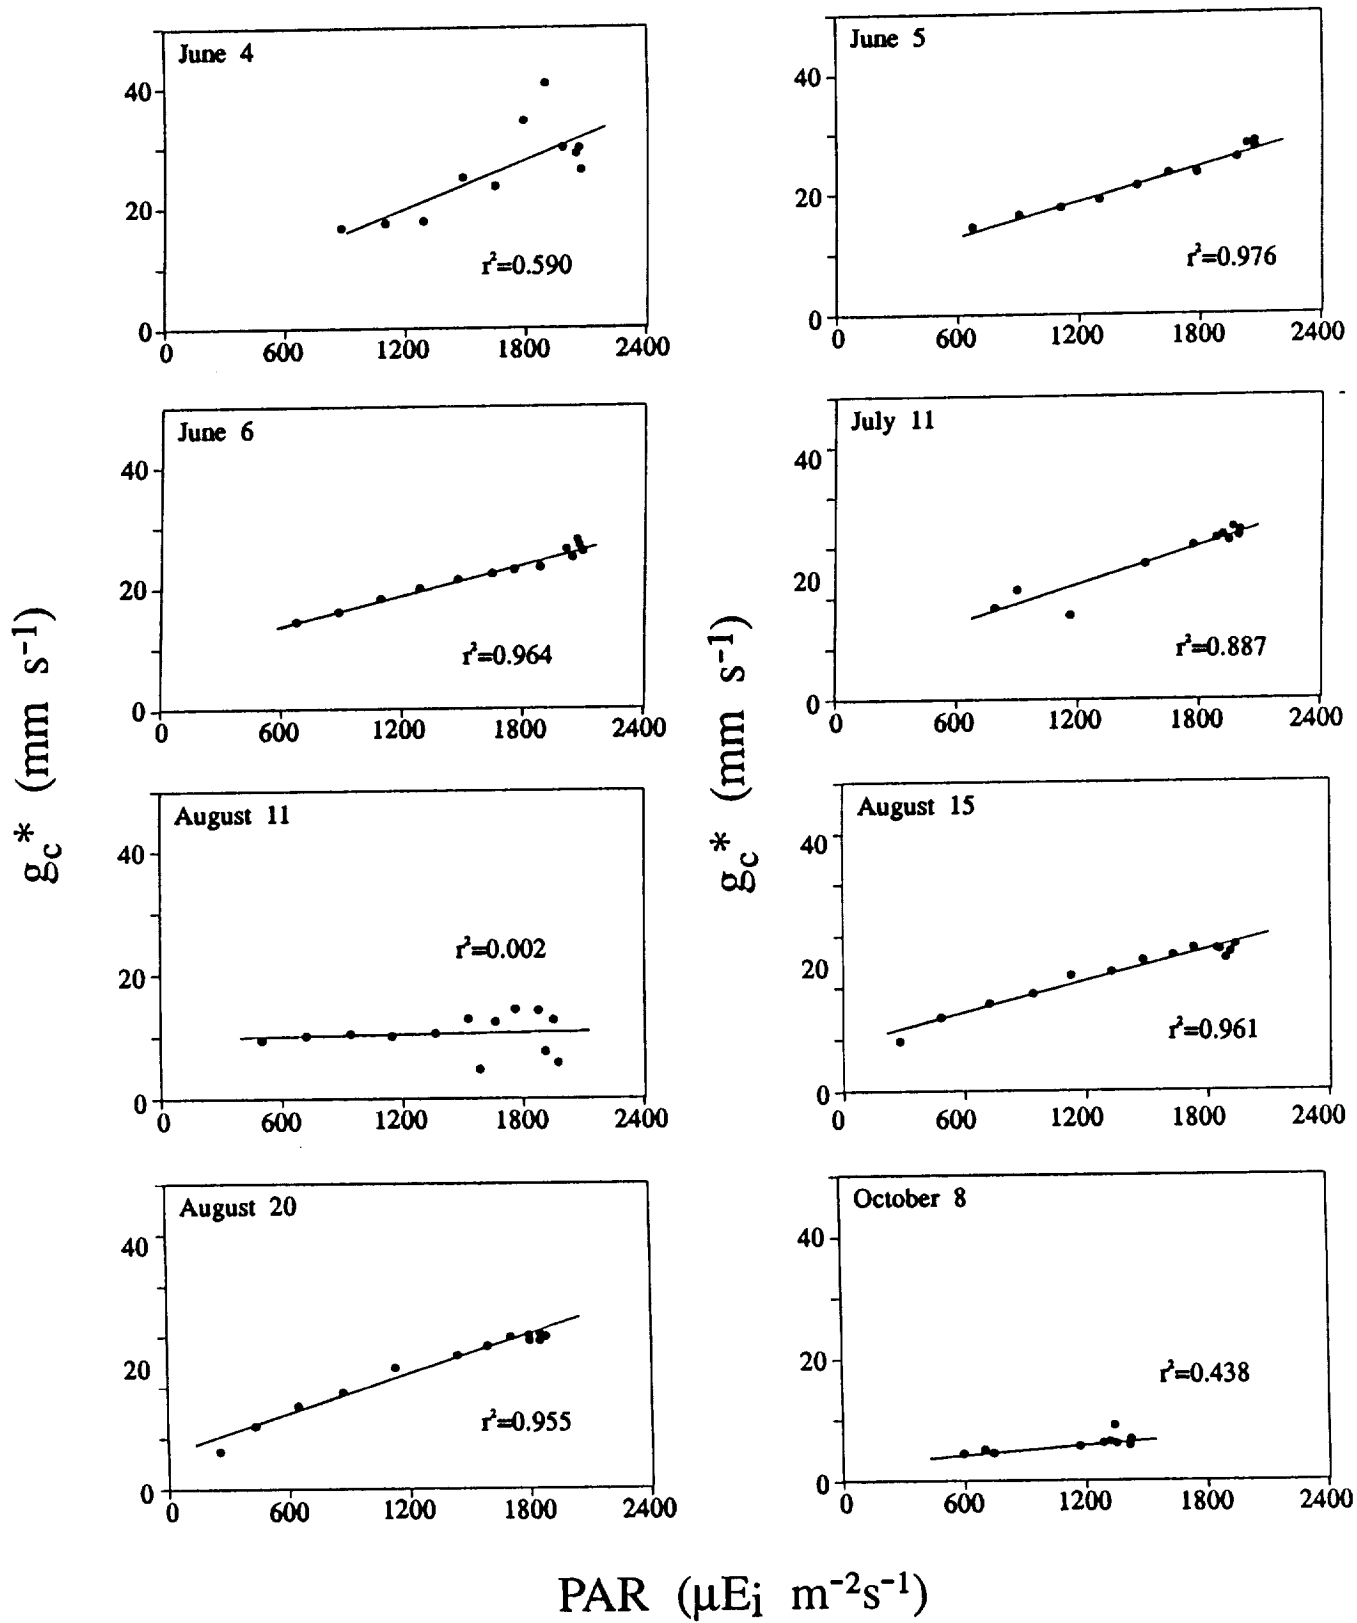 June 4
40
20
0
r²=0.590
0 600 1200 1800 2400
June 5
40
20
0
r²=0.976
0 600 1200 1800 2400
June 6
40
20
0
r²=0.964
0 600 1200 1800 2400
July 11
40
20
0
r²=0.887
0 600 1200 1800 2400
g_c* (mm s⁻¹)
g_c* (mm s⁻¹)
August 11
40
20
0
r²=0.002
0 600 1200 1800 2400
August 15
40
20
0
r²=0.961
0 600 1200 1800 2400
August 20
40
20
0
r²=0.955
0 600 1200 1800 2400
October 8
40
20
0
r²=0.438
0 600 1200 1800 2400
PAR (μEi m⁻²s⁻¹)